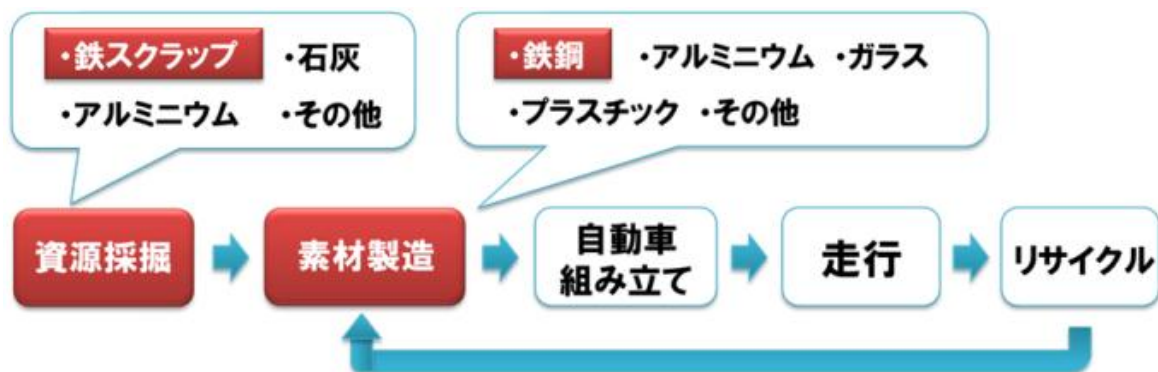 ・鉄スクラップ ・石灰
・アルミニウム ・その他
・鉄鋼 ・アルミニウム ・ガラス
・プラスチック ・その他
資源採掘
素材製造
自動車
組み立て
走行
リサイクル